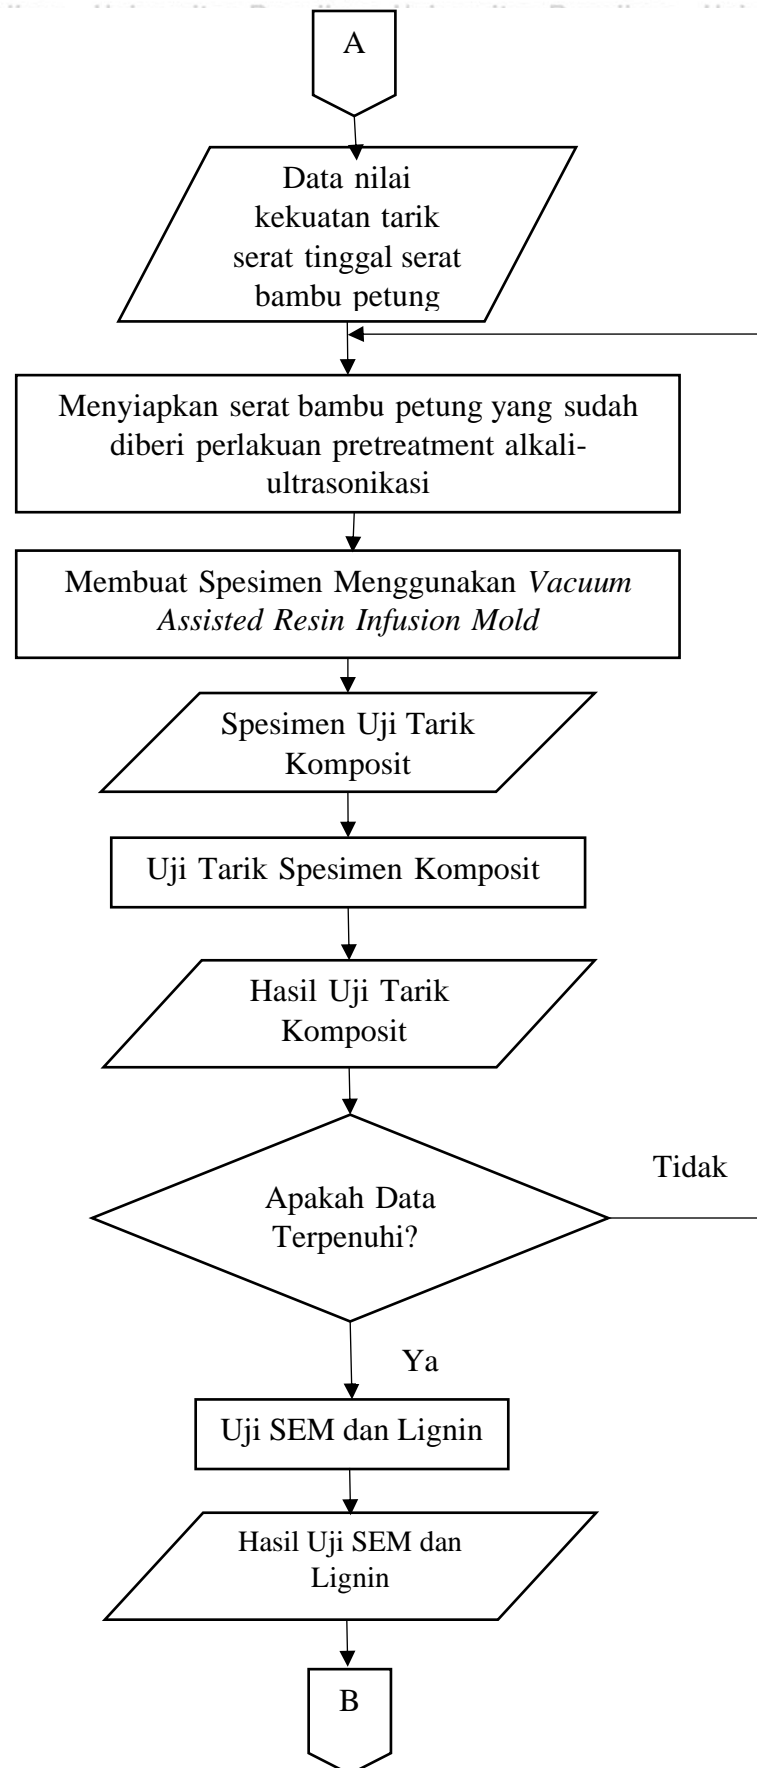 A
Data nilai
kekuatan tarik
serat tinggal serat
bambu petung
Menyiapkan serat bambu petung yang sudah
diberi perlakuan pretreatment alkali-
ultrasonikasi
Membuat Spesimen Menggunakan Vacuum
Assisted Resin Infusion Mold
Spesimen Uji Tarik
Komposit
Uji Tarik Spesimen Komposit
Hasil Uji Tarik
Komposit
Tidak
Apakah Data
Terpenuhi?
Ya
Uji SEM dan Lignin
Hasil Uji SEM dan
Lignin
B